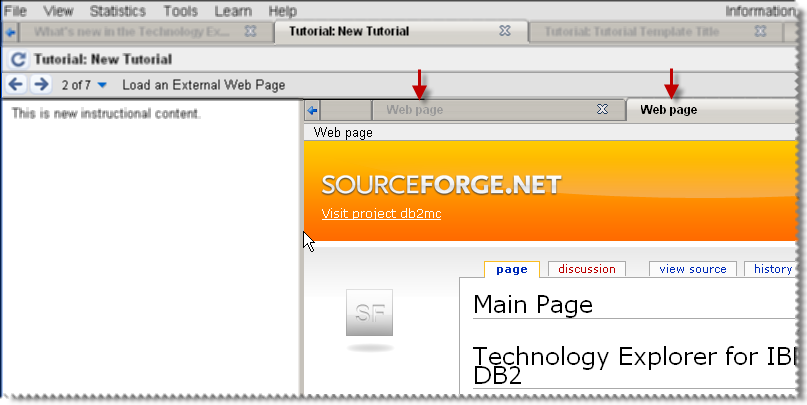 File View Statistics Tools Learn Help Information
What's new in the Technology Ex... Tutorial: New Tutorial Tutorial: Tutorial Template Title
Tutorial: New Tutorial
2 of 7 Load an External Web Page
This is new instructional content.
Web page Web page
Web page
SOURCEFORGE.NET
Visit project db2mc
page discussion view source history
SF
Main Page
Technology Explorer for IB
DB2